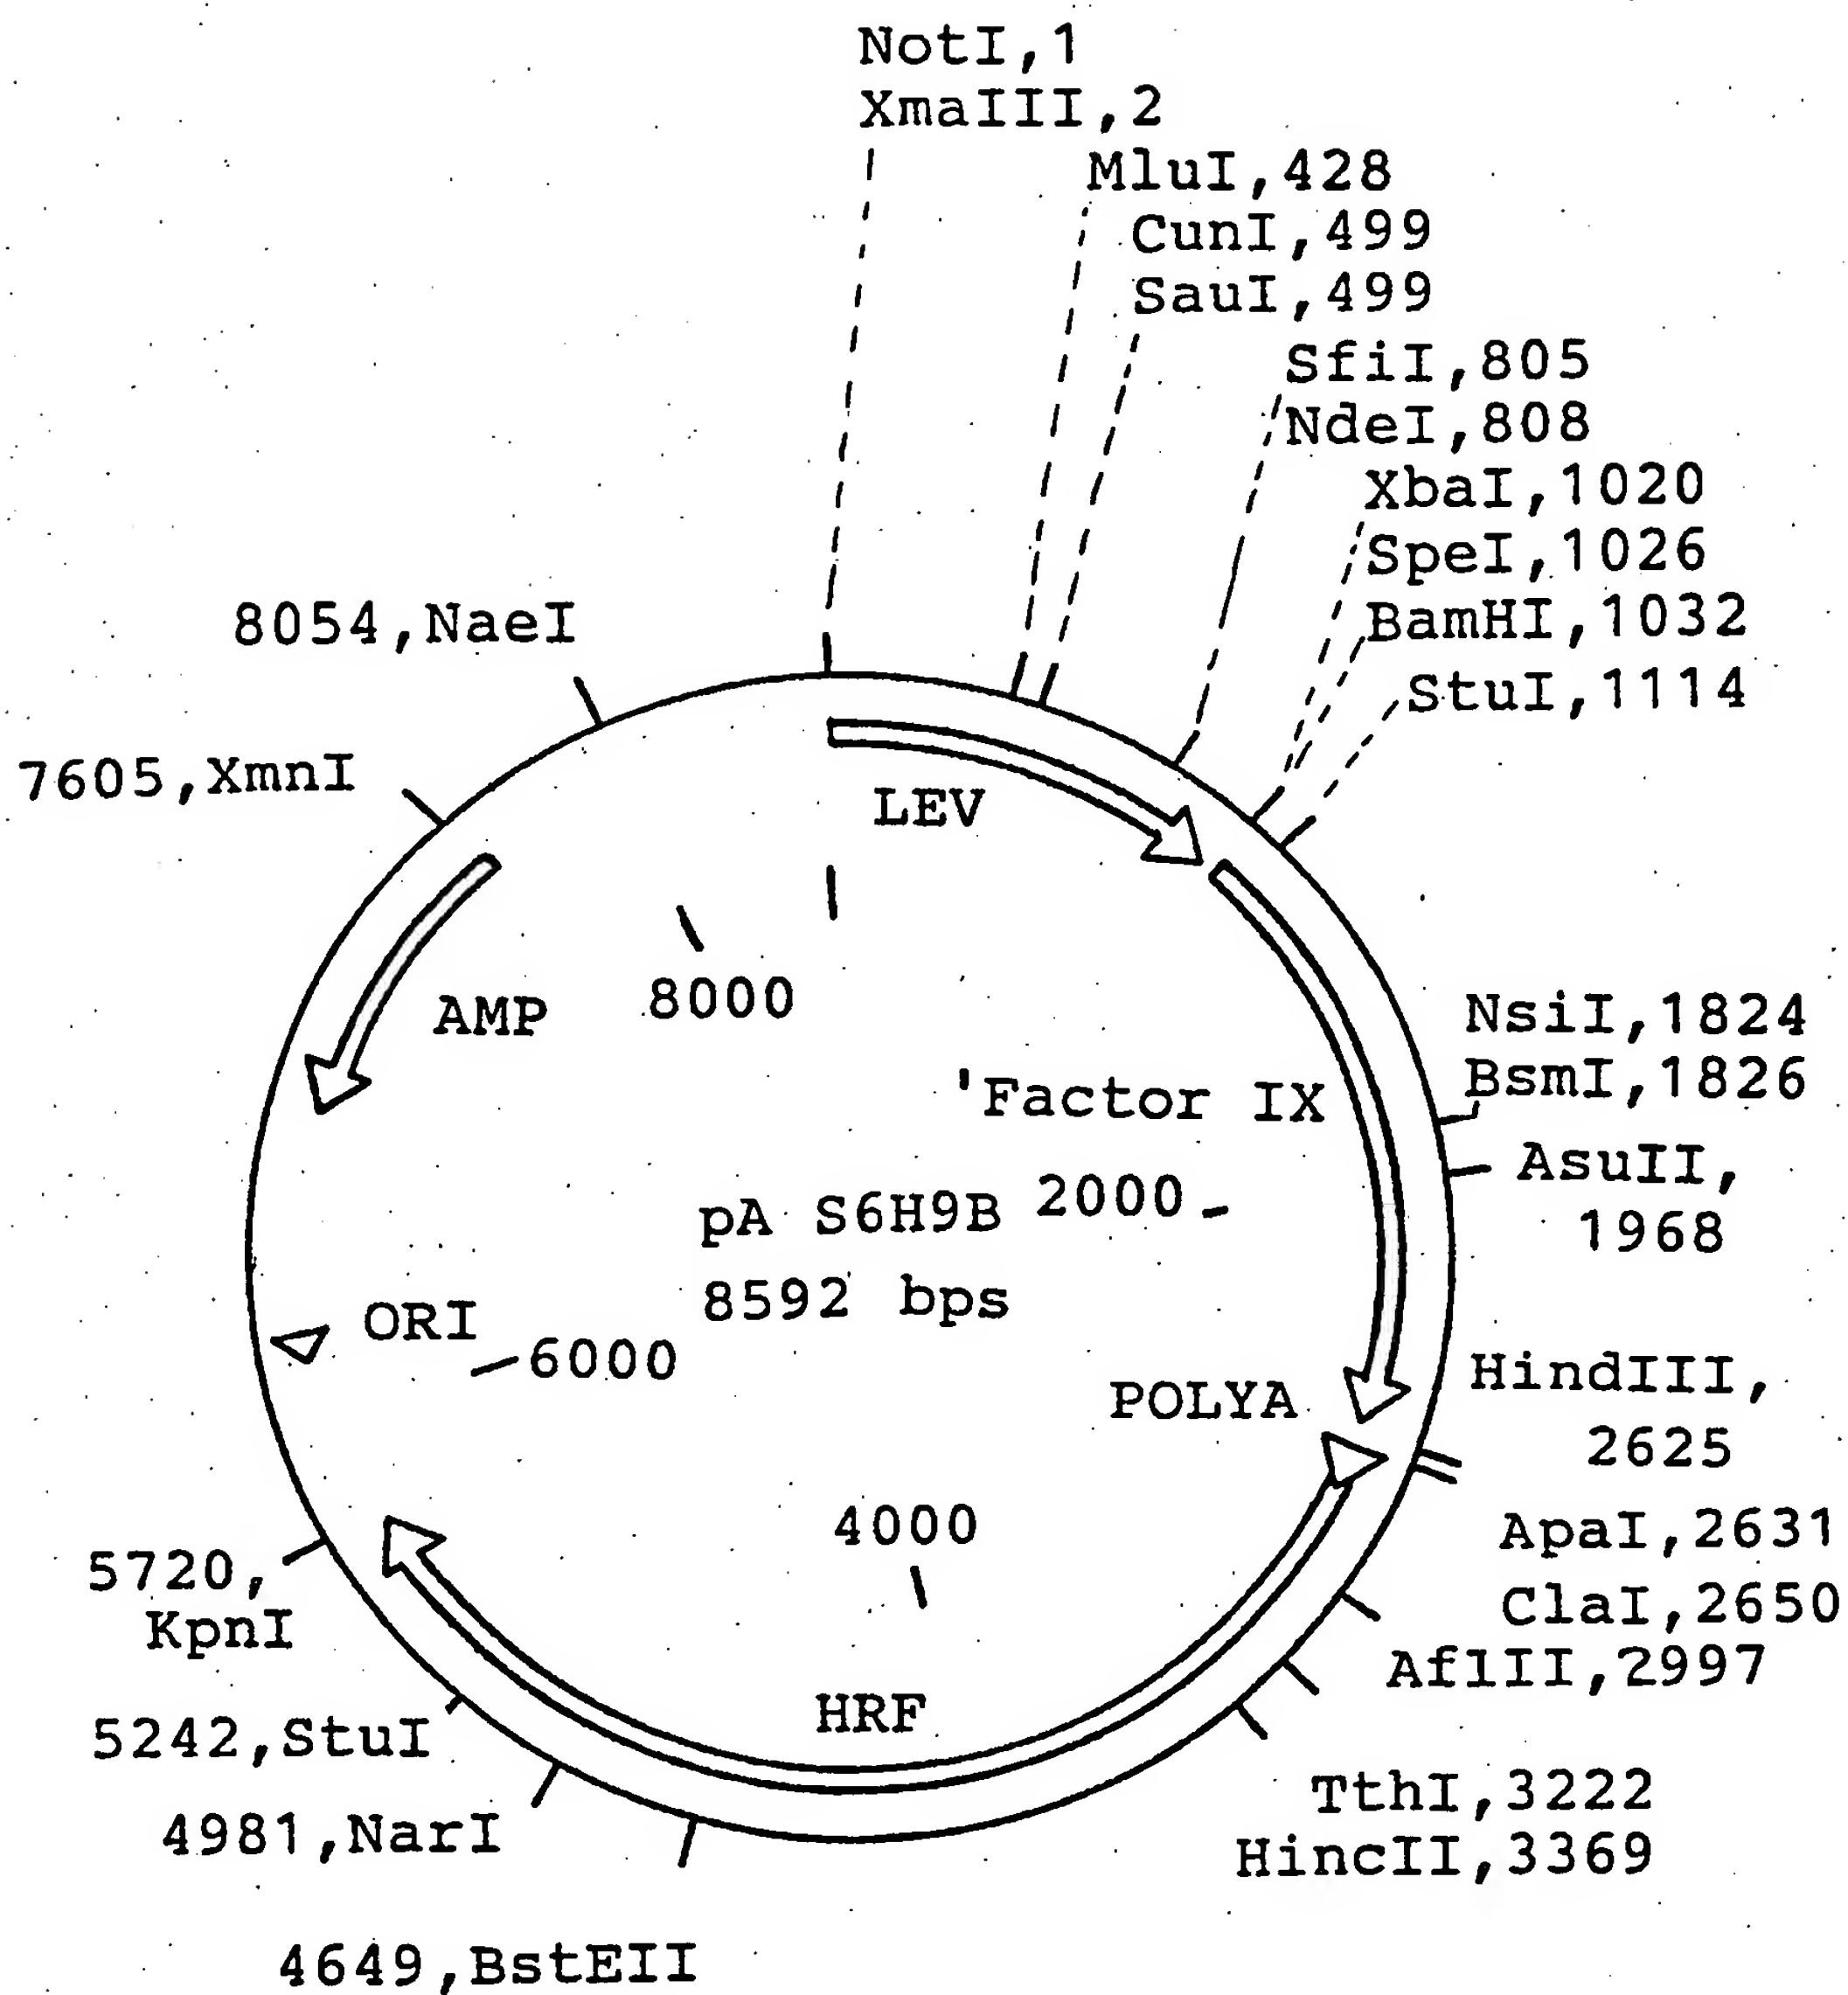 NotI,1
XmaIII,2
MluI,428
CunI,499
SauI,499
SfiI,805
NdeI,808
XbaI,1020
SpeI,1026
BamHI,1032
StuI,1114
8054,NaeI
7605,XmnI
LEV
AMP
8000
NsiI,1824
BsmI,1826
'Factor IX
AsuII,
1968
2000
pA S6H9B
8592 bps
ORI
6000
HindIII,
2625
POLYA
4000
ApaI,2631
ClaI,2650
AflII,2997
5720,
KpnI
HRF
5242,StuI
4981,NarI
TthI,3222
HincII,3369
4649,BstEII